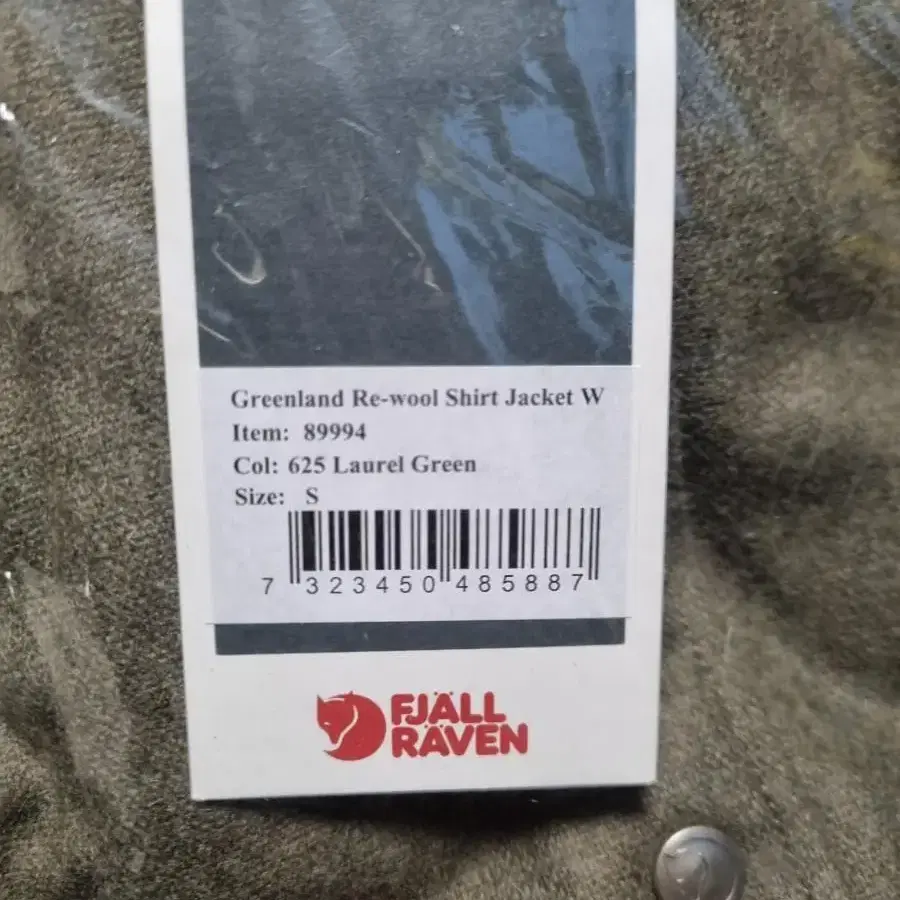 Greenland Re-wool Shirt Jacket W
Item: 89994
Col: 625 Laurel Green
Size: S
7 323450 485887
FJÄLL
RÄVEN